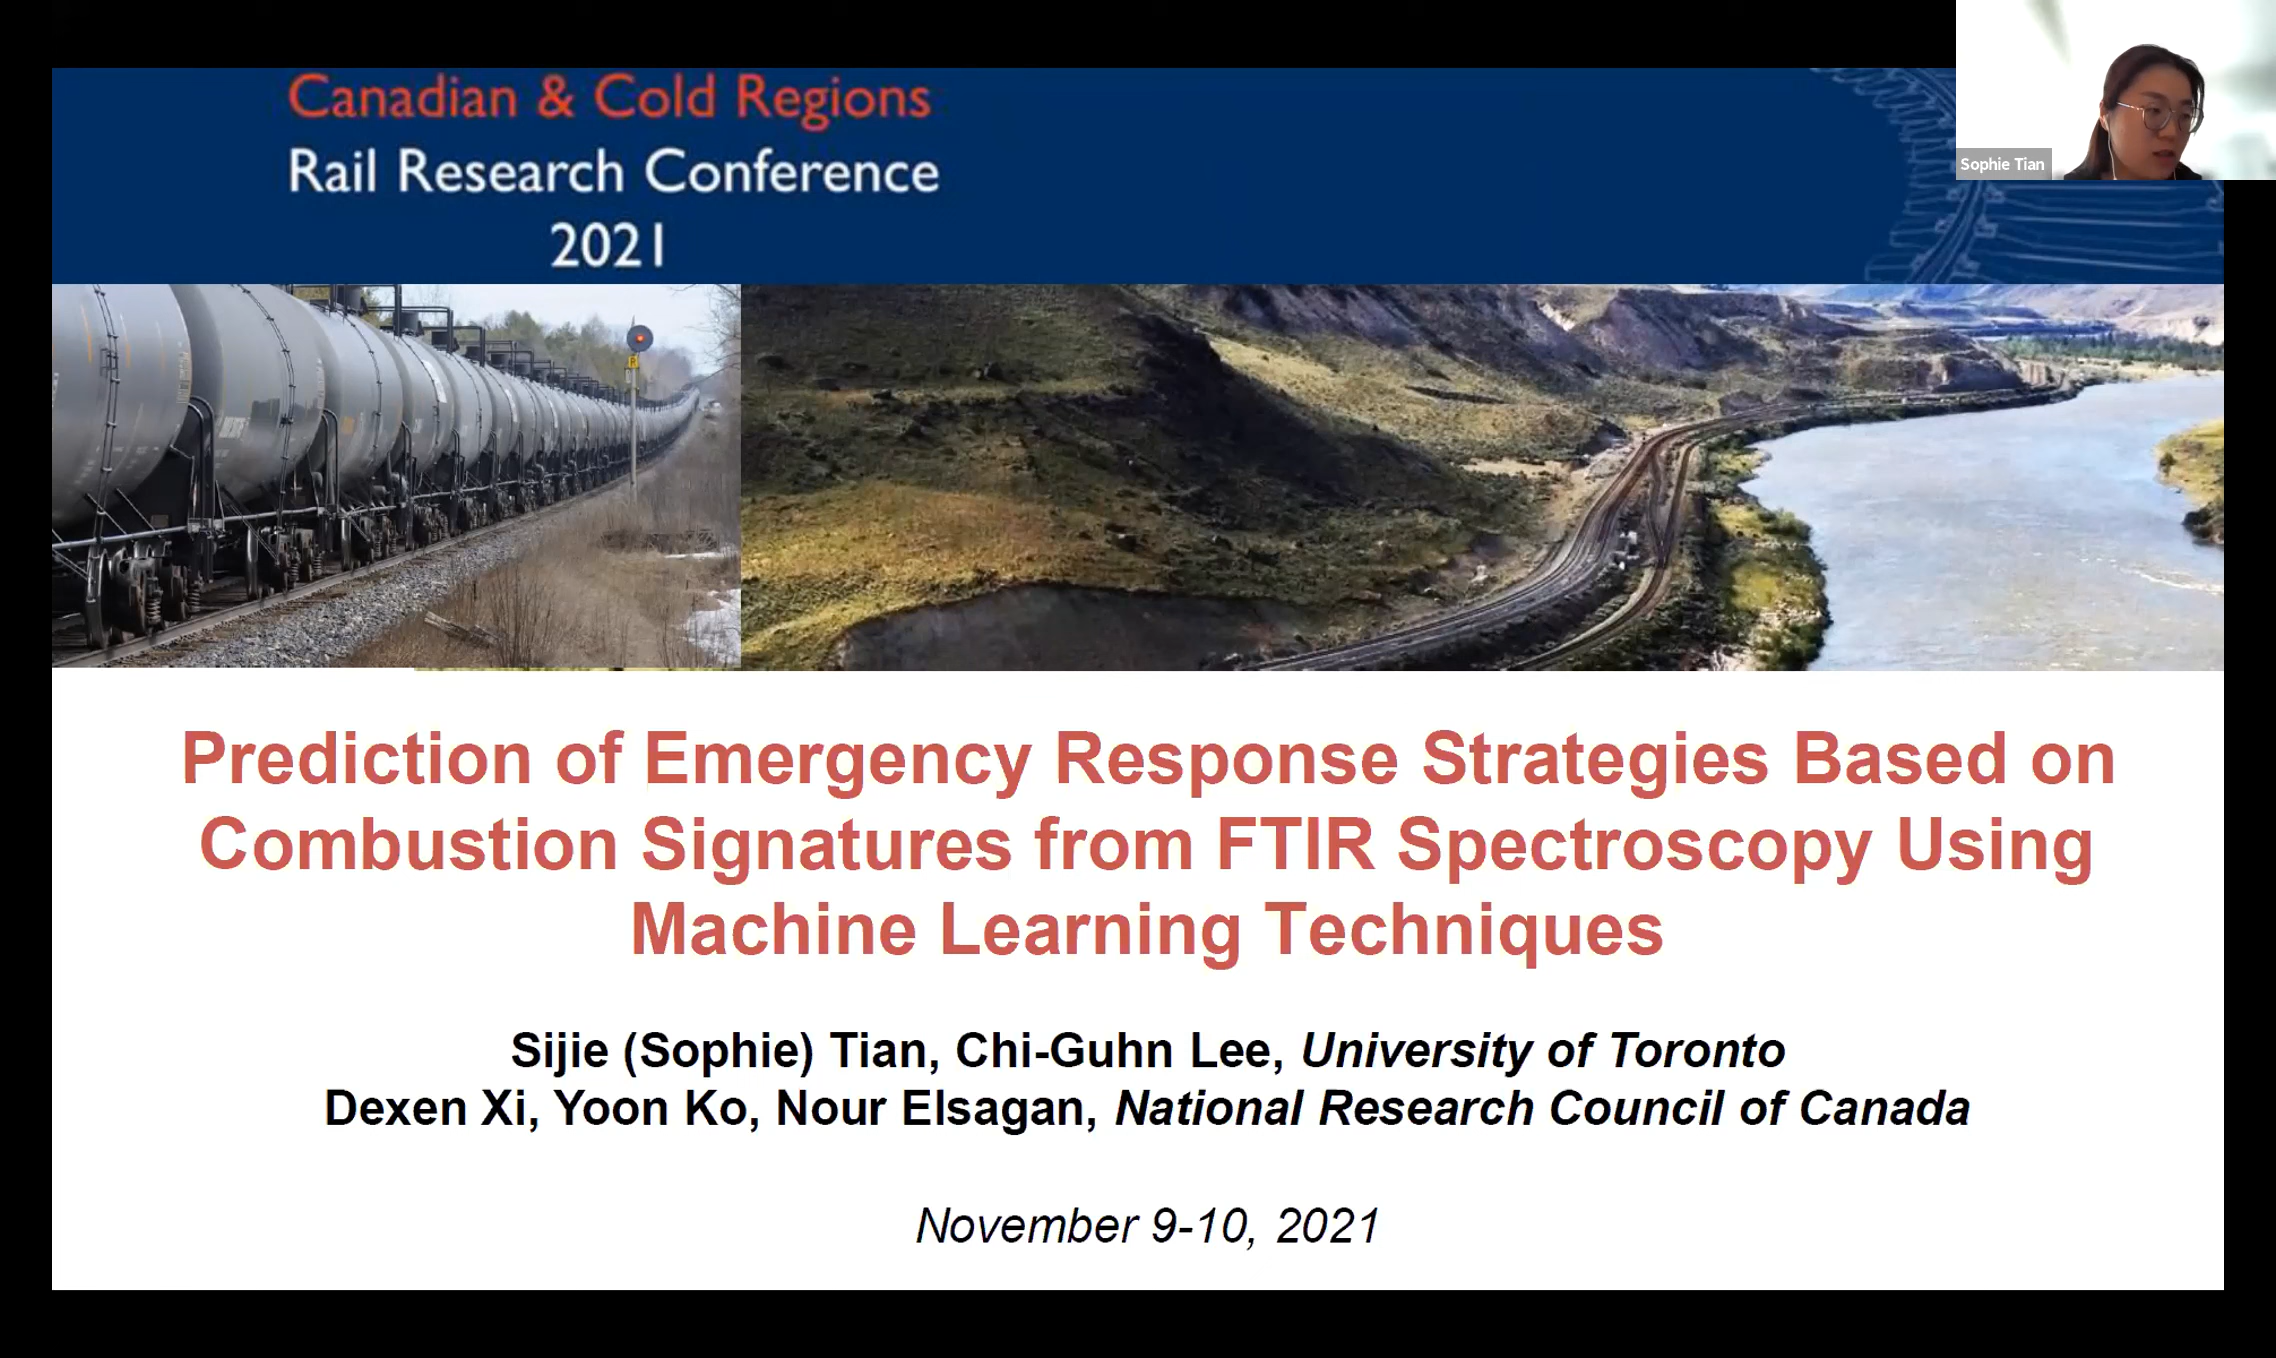 Canadian & Cold Regions
Rail Research Conference
2021
Sophie Tian
P
Prediction of Emergency Response Strategies Based on
Combustion Signatures from FTIR Spectroscopy Using
Machine Learning Techniques
Sijie (Sophie) Tian, Chi-Guhn Lee, University of Toronto
Dexen Xi, Yoon Ko, Nour Elsagan, National Research Council of Canada
November 9-10, 2021